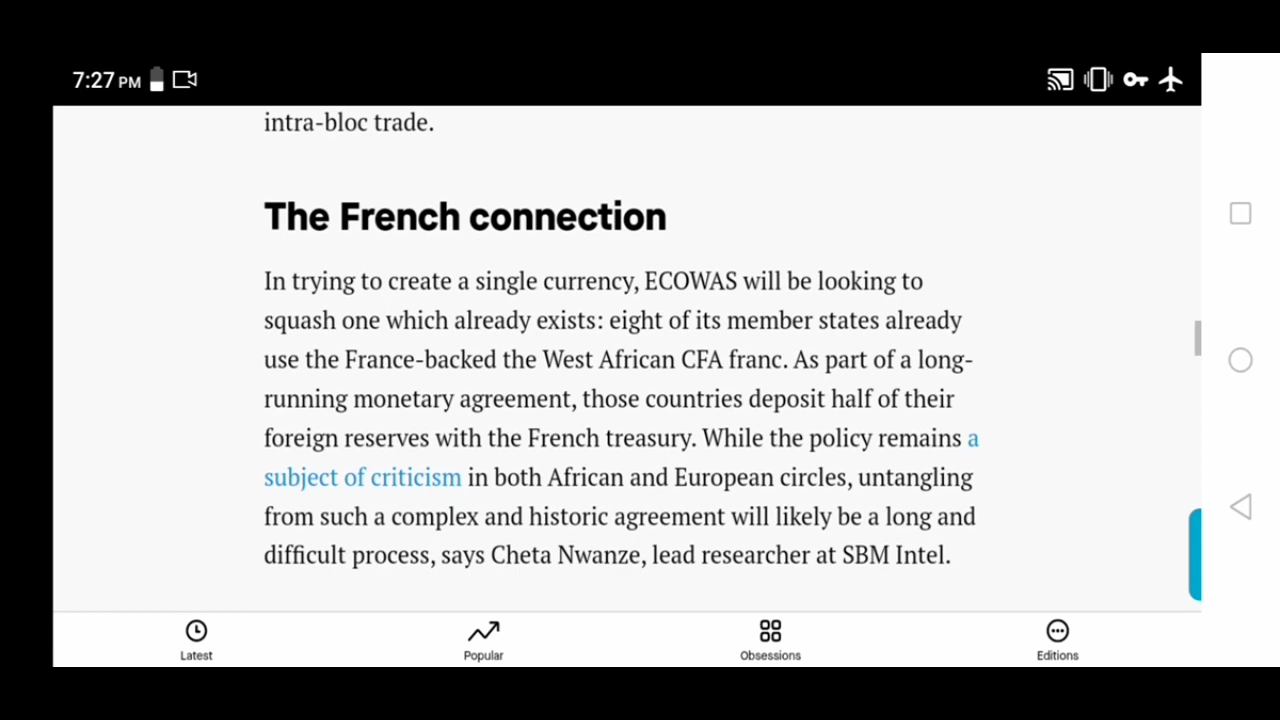 7:27 PM
intra-bloc trade.
The French connection
In trying to create a single currency, ECOWAS will be looking to
squash one which already exists: eight of its member states already
use the France-backed the West African CFA franc. As part of a long-
running monetary agreement, those countries deposit half of their
foreign reserves with the French treasury. While the policy remains a
subject of criticism in both African and European circles, untangling
from such a complex and historic agreement will likely be a long and
difficult process, says Cheta Nwanze, lead researcher at SBM Intel.
Latest Popular Obsessions Editions